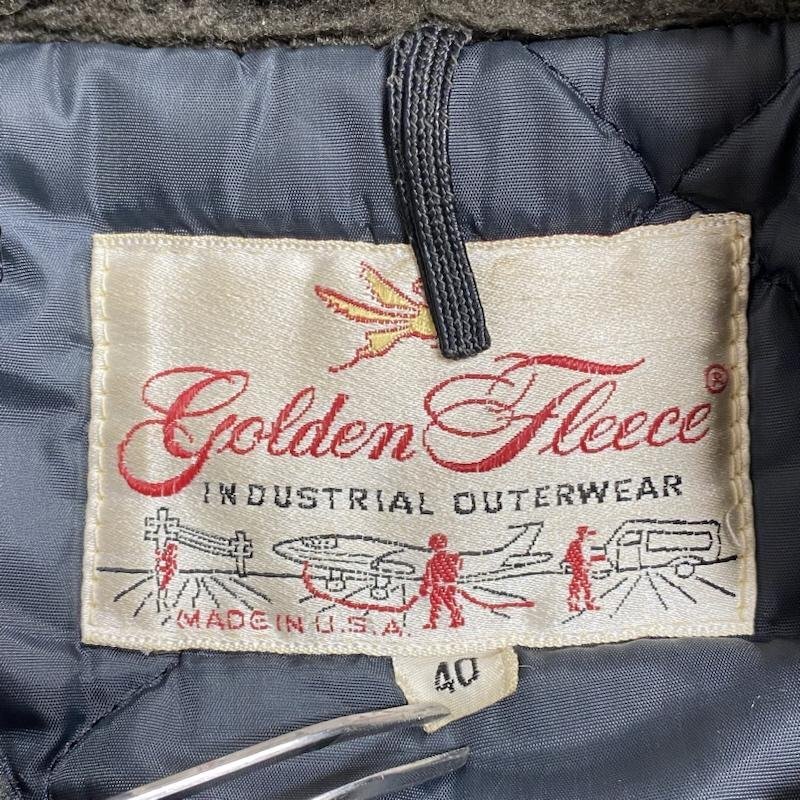 Golden Fleece®
INDUSTRIAL OUTERWEAR
MADE IN U.S.A.
40